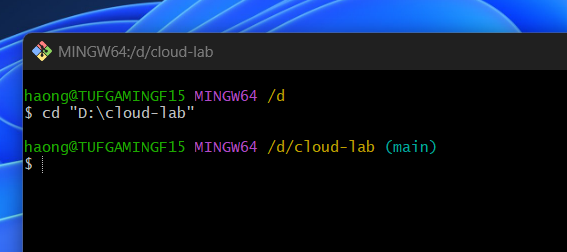 MINGW64:/d/cloud-lab
haong@TUFGAMINGF15 MINGW64 /d
$ cd "D:\cloud-lab"
haong@TUFGAMINGF15 MINGW64 /d/cloud-lab (main)
$